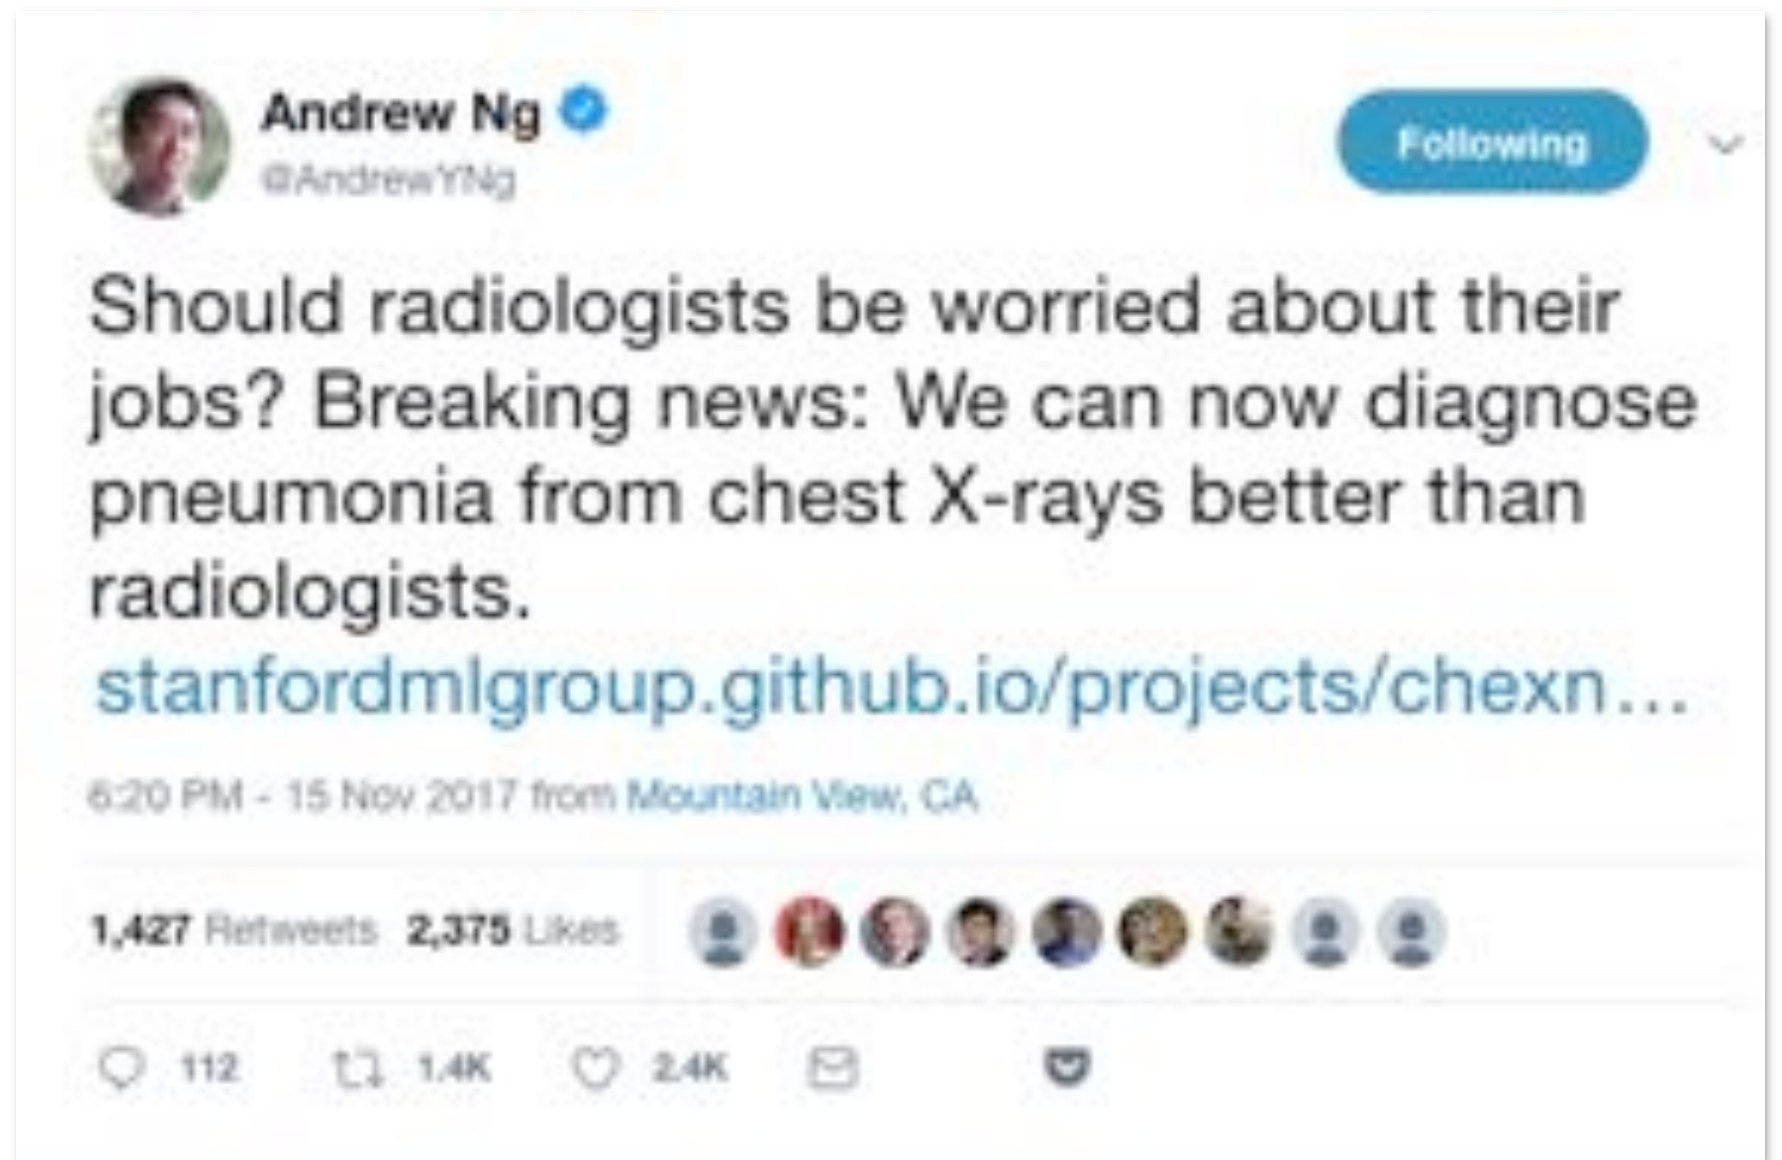 Andrew Ng
@AndrewYNg
Following
Should radiologists be worried about their
jobs? Breaking news: We can now diagnose
pneumonia from chest X-rays better than
radiologists.
stanfordmlgroup.github.io/projects/chexn…
6:20 PM - 15 Nov 2017 from Mountain View, CA
1,427 Retweets 2,375 Likes
112 1.4K 2.4K